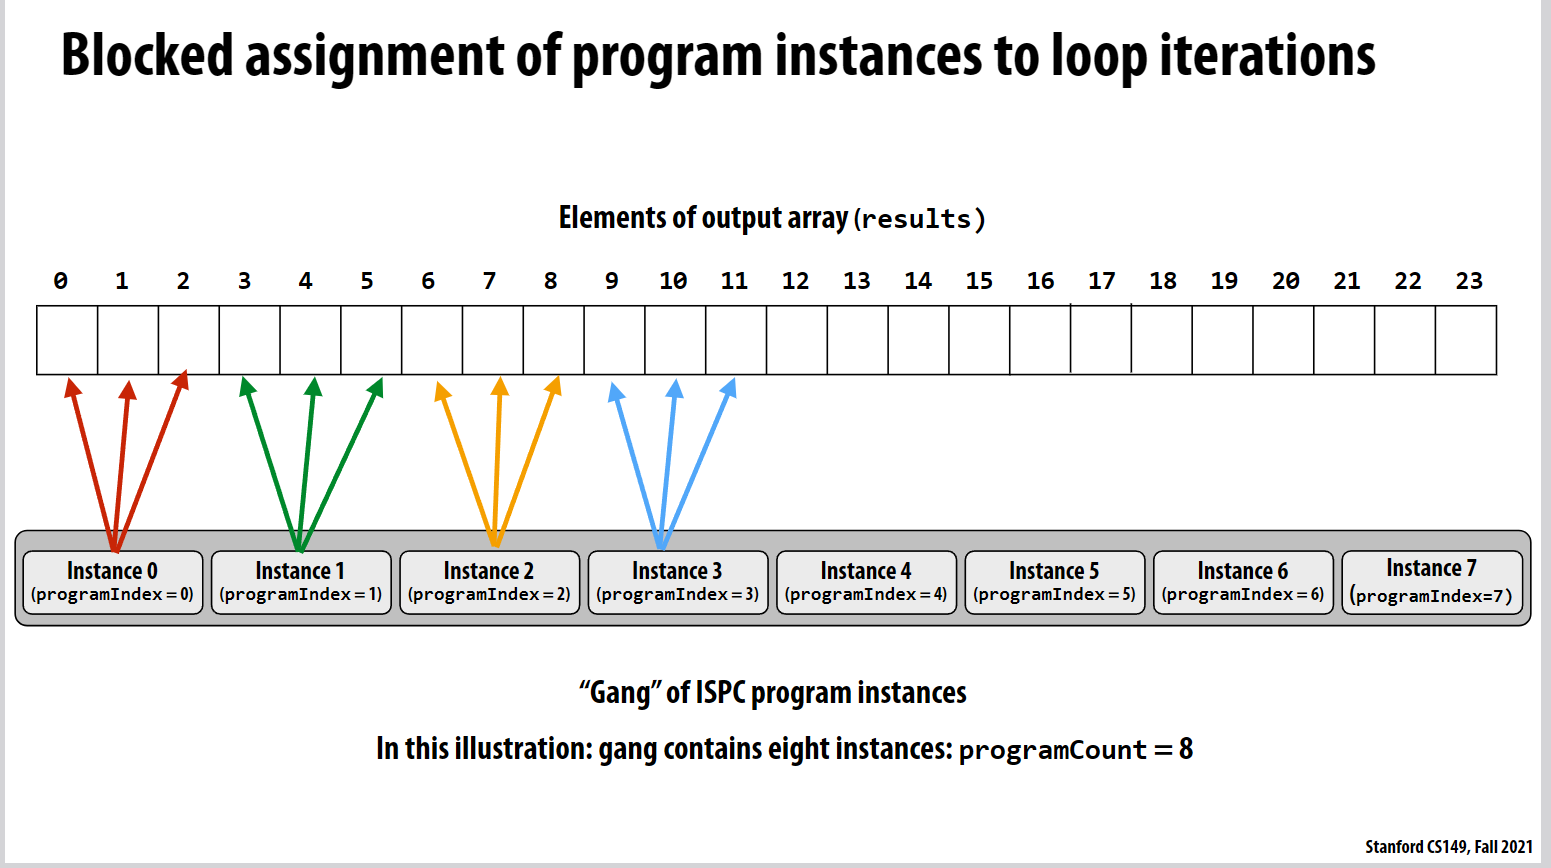 Blocked assignment of program instances to loop iterations
Elements of output array (results)
0 1 2 3 4 5 6 7 8 9 10 11 12 13 14 15 16 17 18 19 20 21 22 23
Instance 0 Instance 1 Instance 2 Instance 3 Instance 4 Instance 5 Instance 6 Instance 7
(programIndex = 0) (programIndex = 1) (programIndex = 2) (programIndex = 3) (programIndex = 4) (programIndex = 5) (programIndex = 6) (programIndex=7)
“Gang” of ISPC program instances
In this illustration: gang contains eight instances: programCount = 8
Stanford CS149, Fall 2021